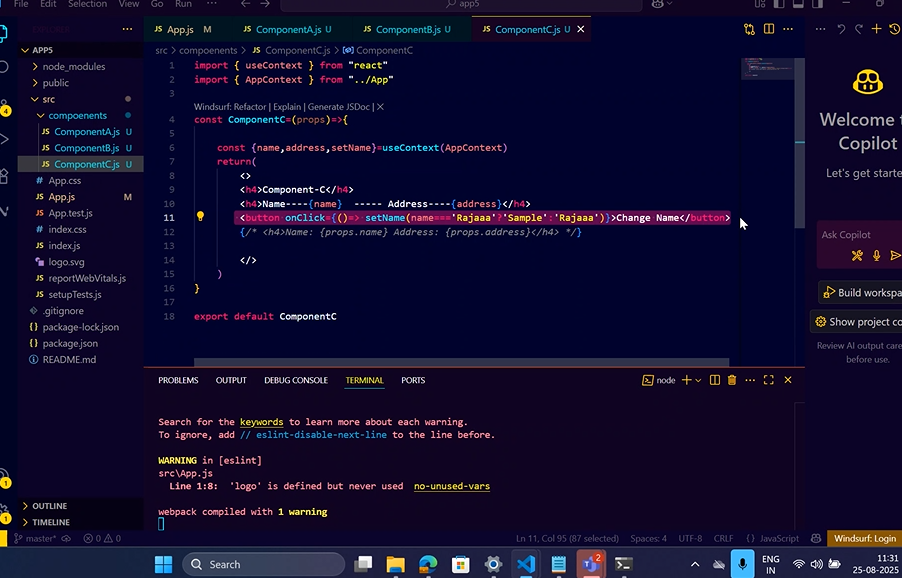 File Edit Selection View Go Run ··· app5
JS App.js M JS ComponentA.js U JS ComponentB.js U JS ComponentC.js U
APP5
node_modules
public
src
compoenents
JS ComponentA.js U
JS ComponentB.js U
JS ComponentC.js U
# App.css
JS App.js M
JS App.test.js
# index.css
JS index.js
logo.svg
JS reportWebVitals.js
JS setupTests.js
.gitignore
{} package-lock.json
{} package.json
README.md
OUTLINE
TIMELINE
src > compoenents > JS ComponentC.js > ComponentC
1 import { useContext } from "react"
2 import { AppContext } from "../App"
3
Windsurf: Refactor | Explain | Generate JSDoc | X
4 const ComponentC=(props)=>{
5
6 const {name,address,setName}=useContext(AppContext)
7 return(
8 <>
9 <h4>Component-C</h4>
10 <h4>Name----{name} ----- Address----{address}</h4>
11 <button onClick={()=> setName(name==='Rajaaa'?'Sample':'Rajaaa')}>Change Name</button>
12 {/* <h4>Name: {props.name} Address: {props.address}</h4> */}
13
14 </>
15 )
16 }
17
18 export default ComponentC
PROBLEMS OUTPUT DEBUG CONSOLE TERMINAL PORTS
node
Search for the keywords to learn more about each warning.
To ignore, add // eslint-disable-next-line to the line before.
WARNING in [eslint]
src\App.js
Line 1:8: 'logo' is defined but never used no-unused-vars
webpack compiled with 1 warning
Welcome t
Copilot
Let's get starte
Ask Copilot
Build workspa
Show project co
Review AI output care
before use.
4
1
1
master* 0 0
Ln 11, Col 95 (87 selected) Spaces: 4 UTF-8 CRLF {} JavaScript Windsurf: Login
Search
2
ENG
IN
11:31
25-08-2025